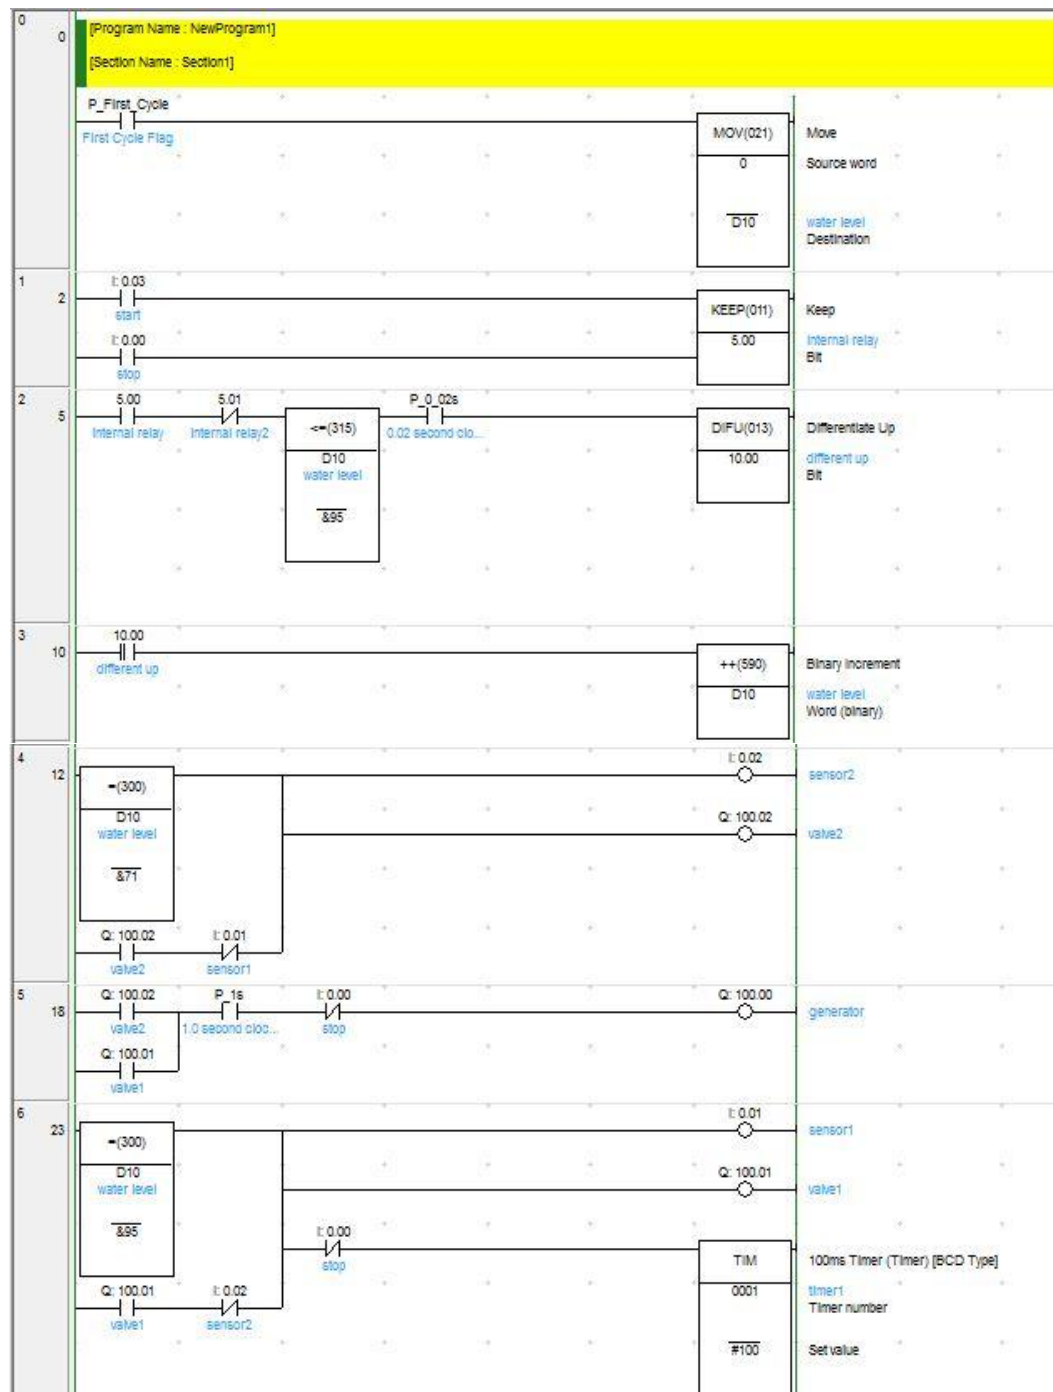 0
0
[Program Name : NewProgram1]
[Section Name : Section1]
P_First_Cycle
First Cycle Flag
MOV(021)
Move
0
Source word
D10
water level
Destination
1
2
I: 0.03
start
KEEP(011)
Keep
I: 0.00
stop
5.00
Internal relay
Bit
2
5
5.00
Internal relay
5.01
Internal relay2
<=(315)
D10
water level
&95
P_0_02s
0.02 second clo...
DIFU(013)
Differentiate Up
10.00
different up
Bit
3
10
10.00
different up
++(590)
Binary Increment
D10
water level
Word (binary)
4
12
=(300)
D10
water level
&71
I: 0.02
sensor2
Q: 100.02
valve2
Q: 100.02
valve2
I: 0.01
sensor1
5
18
Q: 100.02
valve2
P_1s
1.0 second cloc...
I: 0.00
stop
Q: 100.00
generator
Q: 100.01
valve1
6
23
=(300)
D10
water level
&95
I: 0.01
sensor1
Q: 100.01
valve1
I: 0.00
stop
TIM
100ms Timer (Timer) [BCD Type]
Q: 100.01
valve1
I: 0.02
sensor2
0001
timer1
Timer number
#100
Set value